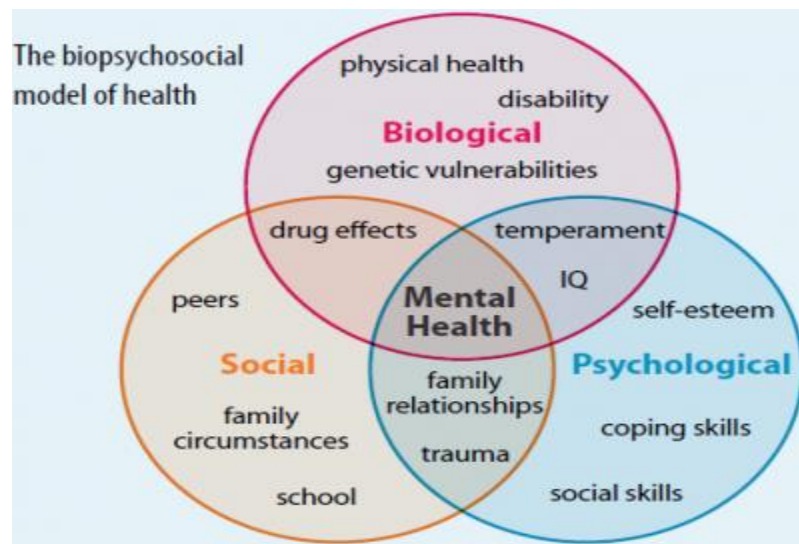 The biopsychosocial
model of health
physical health
disability
Biological
genetic vulnerabilities
drug effects
temperament
IQ
Mental
Health
peers
self-esteem
Social
Psychological
family
relationships
family
circumstances
coping skills
trauma
school
social skills